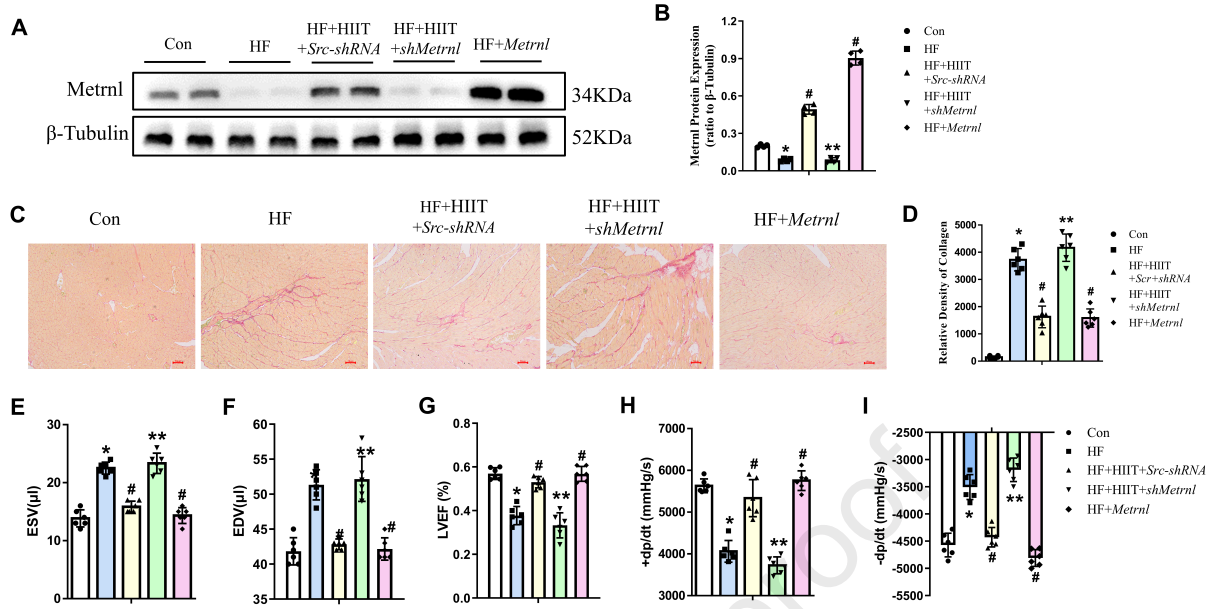 A
Con
HF
HF+HIIT
+Src-shRNA
HF+HIIT
+shMetrnl
HF+Metrnl
Metrnl
34KDa
β-Tubulin
52KDa
B
Metrnl Protein Expression
(ratio to β-Tubulin)
1.2
0.9
0.6
0.3
0.0
*
#
**
#
Con
HF
HF+HIIT
+Src-shRNA
HF+HIIT
+shMetrnl
HF+Metrnl
C
Con
HF
HF+HIIT
+Src-shRNA
HF+HIIT
+shMetrnl
HF+Metrnl
D
Relative Density of Collagen
5000
4000
3000
2000
1000
0
*
#
**
#
Con
HF
HF+HIIT
+Scr+shRNA
HF+HIIT
+shMetrnl
HF+Metrnl
E
ESV(μl)
30
20
10
0
*
#
**
#
F
EDV(μl)
60
55
50
45
40
35
*
#
**
#
G
LVEF (%)
0.8
0.6
0.4
0.2
0.0
*
#
**
#
H
+dp/dt (mmHg/s)
7000
6000
5000
4000
3000
*
#
**
#
I
-dp/dt (mmHg/s)
-2500
-3000
-3500
-4000
-4500
-5000
-5500
*
#
**
#
Con
HF
HF+HIIT+Src-shRNA
HF+HIIT+shMetrnl
HF+Metrnl
proof